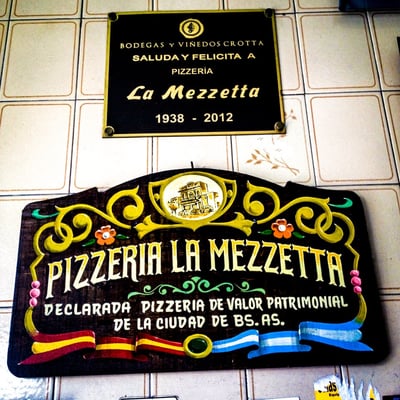 BODEGAS Y VIÑEDOS CROTTA
SALUDA Y FELICITA A
PIZZERÍA
La Mezzetta
1938 - 2012
PIZZERIA LA MEZZETTA
DECLARADA PIZZERIA DE VALOR PATRIMONIAL
DE LA CIUDAD DE BS. AS.